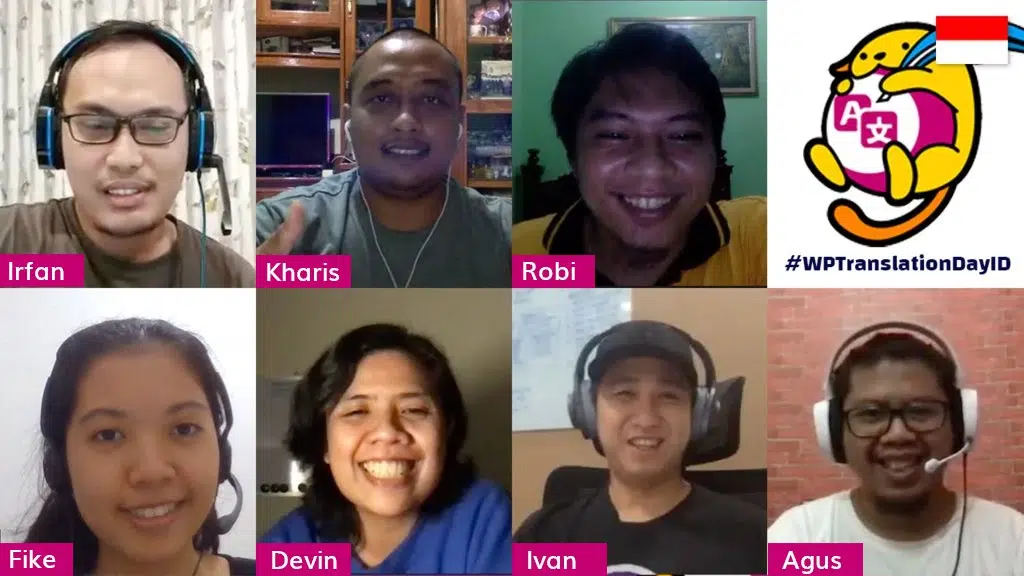 Irfan
Kharis
Robi
A
文
#WPTranslationDayID
Fike
Devin
Ivan
Agus